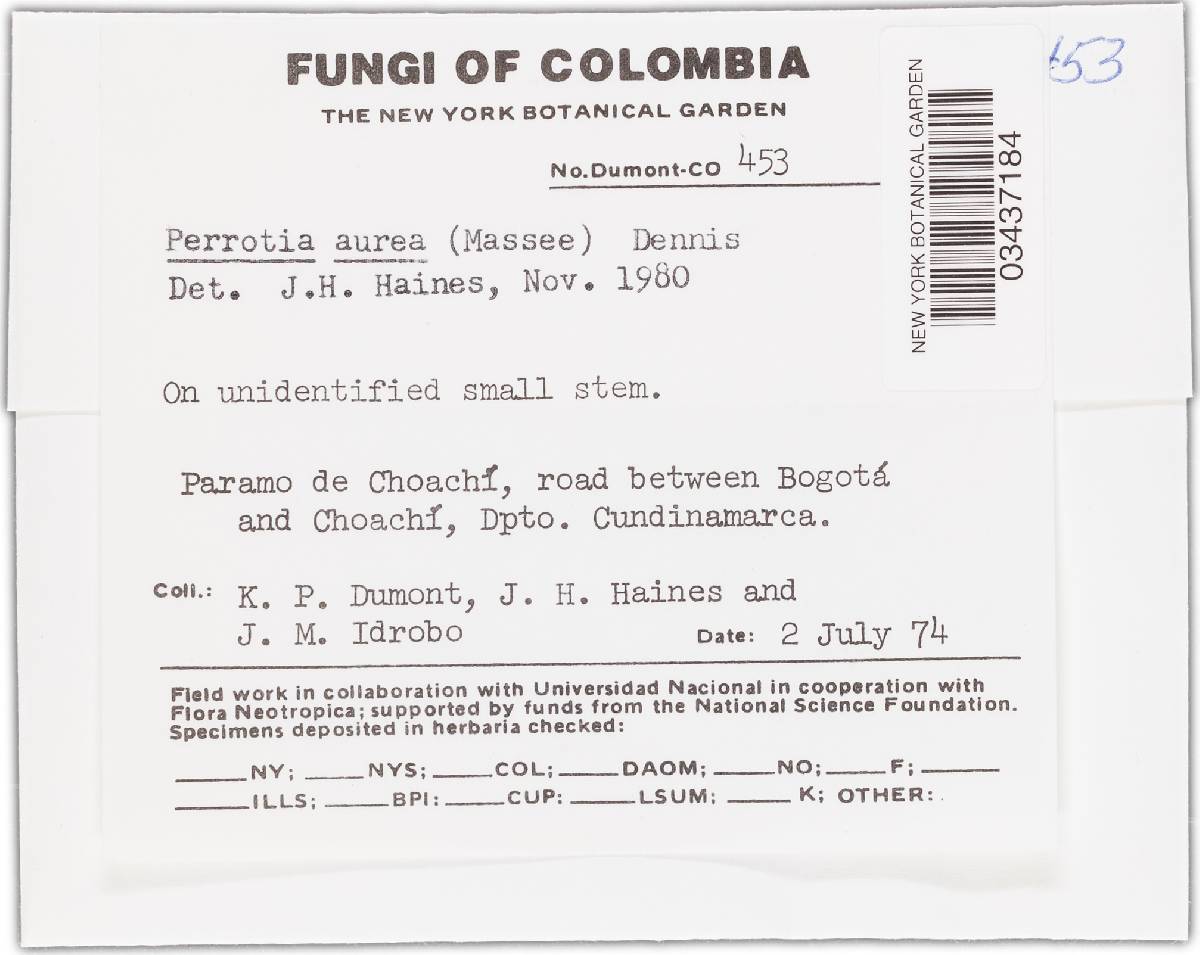 FUNGI OF COLOMBIA
THE NEW YORK BOTANICAL GARDEN
No.Dumont-CO 453
Perrotia aurea (Massee) Dennis
Det. J.H. Haines, Nov. 1980
On unidentified small stem.
Paramo de Choachí, road between Bogotá
and Choachí, Dpto. Cundinamarca.
Coll.: K. P. Dumont, J. H. Haines and
J. M. Idrobo Date: 2 July 74
Field work in collaboration with Universidad Nacional in cooperation with
Flora Neotropica; supported by funds from the National Science Foundation.
Specimens deposited in herbaria checked:
_____NY; _____NYS; _____COL; _____DAOM; _____NO; _____F; _____
_____ILLS; _____BPI: _____CUP: _____LSUM; _____K; OTHER:
NEW YORK BOTANICAL GARDEN
03437184
453